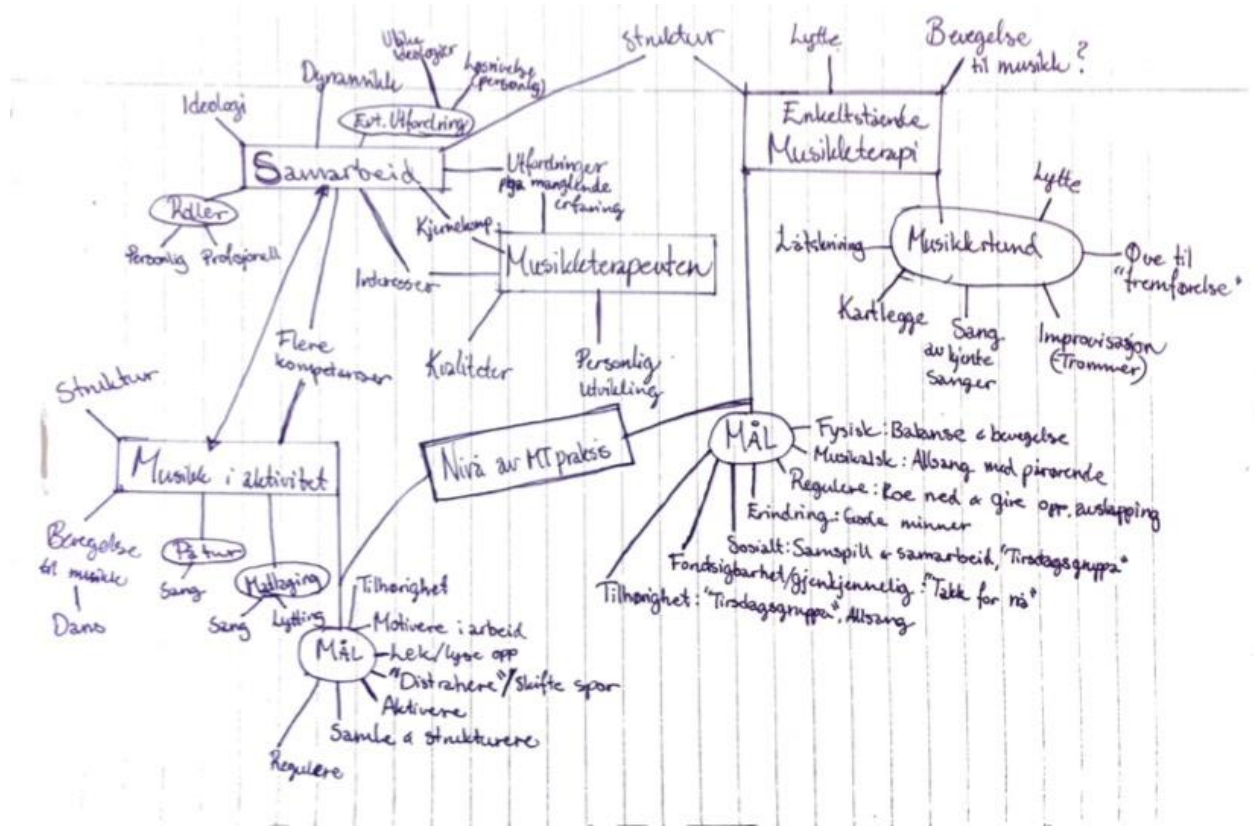 Struktur
Lytte
Bevegelse
til musikk?
Ulike
ideologier
Løsrivelse
(personlig)
Dynamikk
Ideologi
Evt. Utfordring
Samarbeid
Roller
Personlig
Profesjonell
Utfordringer
pga manglende
erfaring
Kjernekomp.
Musikkterapeuten
Interesser
Kvaliteter
Personlig
utvikling
Enkeltstående
Musikkterapi
Lytte
Musikkstund
Låtskriving
Øve til
"fremførelse"
Kartlegge
Sang
av kjente
sanger
Improvisasjon
(-Trommer)
Flere
kompetanser
Struktur
Musikk i aktivitet
Nivå av MT praksis
Bevegelse
til musikk
Dans
På tur
Sang
Matlaging
Sang
Lytting
MÅL
Tilhørighet
Motivere i arbeid
Lek/lyse opp
"Distrahere"/skifte spor
Aktivere
Samle & strukturere
Regulere
MÅL
Fysisk: Balanse & bevegelse
Musikalsk: Allsang med pårørende
Regulere: Roe ned & gire opp, avslapping
Erindring: Gode minner
Sosialt: Samspill & samarbeid, "Tirsdagsgruppa"
Forutsigbarhet/gjenkjennelig: "Takk for nå"
Tilhørighet: "Tirsdagsgruppa", Allsang